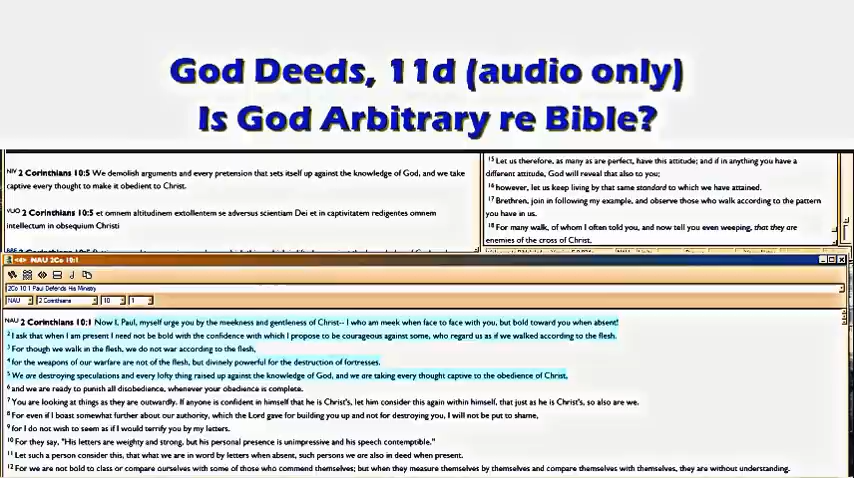 God Deeds, 11d (audio only)
Is God Arbitrary re Bible?
NIV 2 Corinthians 10:5 We demolish arguments and every pretension that sets itself up against the knowledge of God, and we take
captive every thought to make it obedient to Christ.
VUO 2 Corinthians 10:5 et omnem altitudinem extollentem se adversus scientiam Dei et in captivitatem redigentes omnem
intellectum in obsequium Christi
15 Let us therefore, as many as are perfect, have this attitude; and if in anything you have a
different attitude, God will reveal that also to you;
16 however, let us keep living by that same standard to which we have attained.
17 Brethren, join in following my example, and observe those who walk according to the pattern
you have in us.
18 For many walk, of whom I often told you, and now tell you even weeping, that they are
enemies of the cross of Christ,
NAU 2Co 10:1
2Co 10:1 Paul Defends His Ministry
NAU 2 Corinthians 10 1
NAU 2 Corinthians 10:1 Now I, Paul, myself urge you by the meekness and gentleness of Christ-- I who am meek when face to face with you, but bold toward you when absent!
2 I ask that when I am present I need not be bold with the confidence with which I propose to be courageous against some, who regard us as if we walked according to the flesh.
3 For though we walk in the flesh, we do not war according to the flesh,
4 for the weapons of our warfare are not of the flesh, but divinely powerful for the destruction of fortresses.
5 We are destroying speculations and every lofty thing raised up against the knowledge of God, and we are taking every thought captive to the obedience of Christ,
6 and we are ready to punish all disobedience, whenever your obedience is complete.
7 You are looking at things as they are outwardly. If anyone is confident in himself that he is Christ's, let him consider this again within himself, that just as he is Christ's, so also are we.
8 For even if I boast somewhat further about our authority, which the Lord gave for building you up and not for destroying you, I will not be put to shame,
9 for I do not wish to seem as if I would terrify you by my letters.
10 For they say, "His letters are weighty and strong, but his personal presence is unimpressive and his speech contemptible."
11 Let such a person consider this, that what we are in word by letters when absent, such persons we are also in deed when present.
12 For we are not bold to class or compare ourselves with some of those who commend themselves; but when they measure themselves by themselves and compare themselves with themselves, they are without understanding.